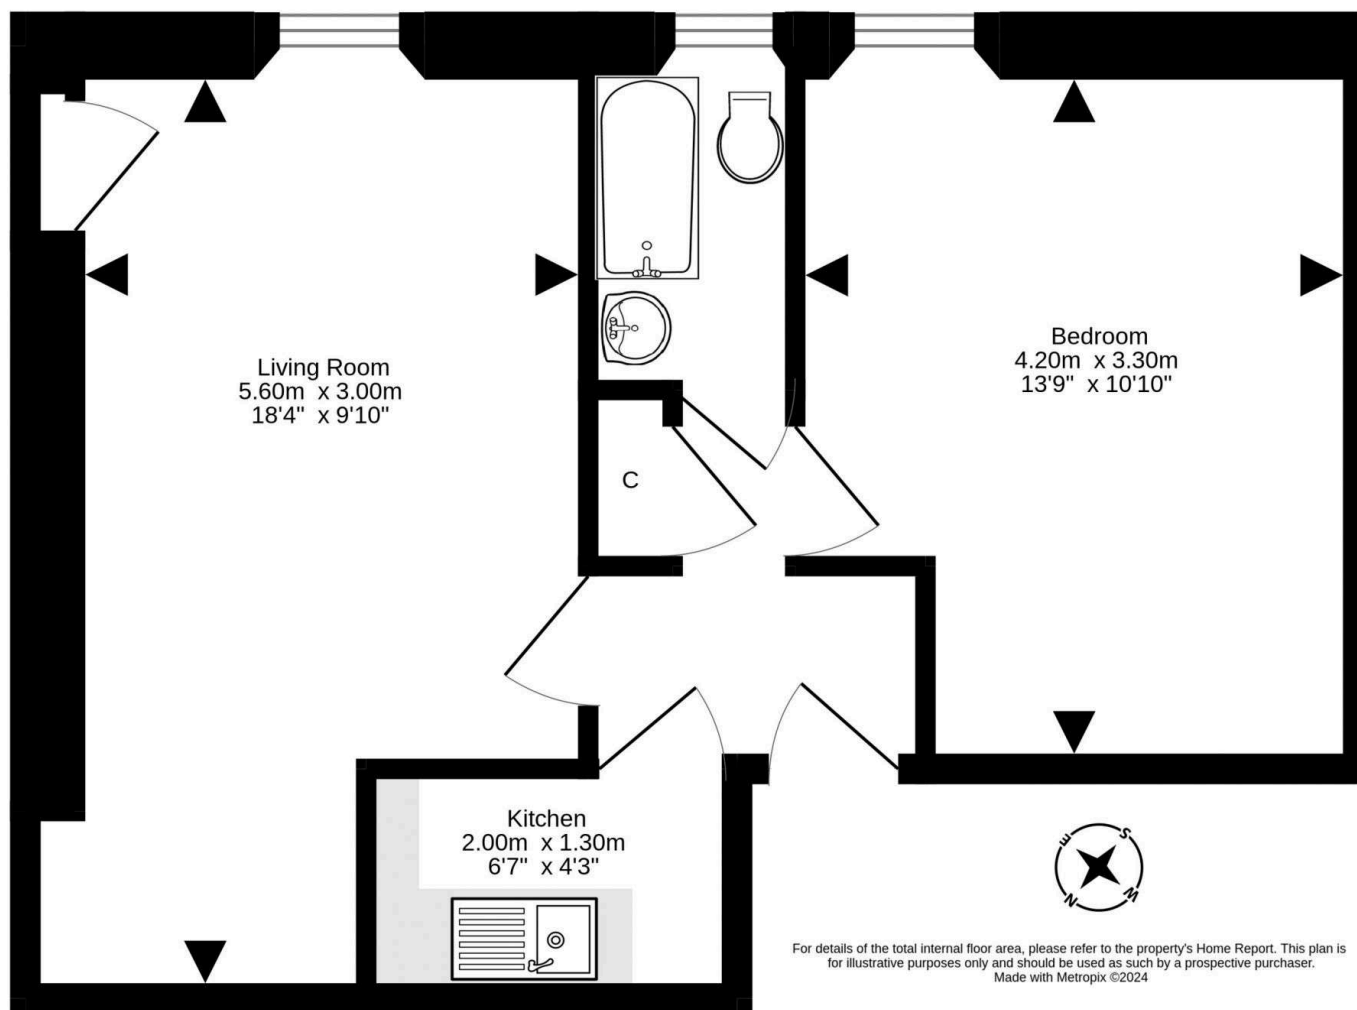 Living Room
5.60m x 3.00m
18'4" x 9'10"
Bedroom
4.20m x 3.30m
13'9" x 10'10"
C
Kitchen
2.00m x 1.30m
6'7" x 4'3"
E
S
N
W
For details of the total internal floor area, please refer to the property's Home Report. This plan is
for illustrative purposes only and should be used as such by a prospective purchaser.
Made with Metropix ©2024